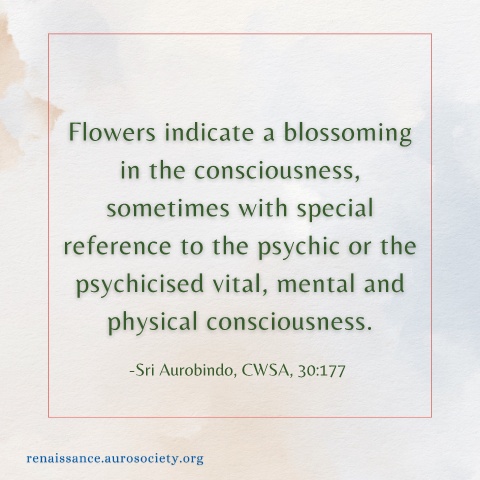 Flowers indicate a blossoming
in the consciousness,
sometimes with special
reference to the psychic or the
psychicised vital, mental and
physical consciousness.
-Sri Aurobindo, CWSA, 30:177
renaissance.aurosociety.org